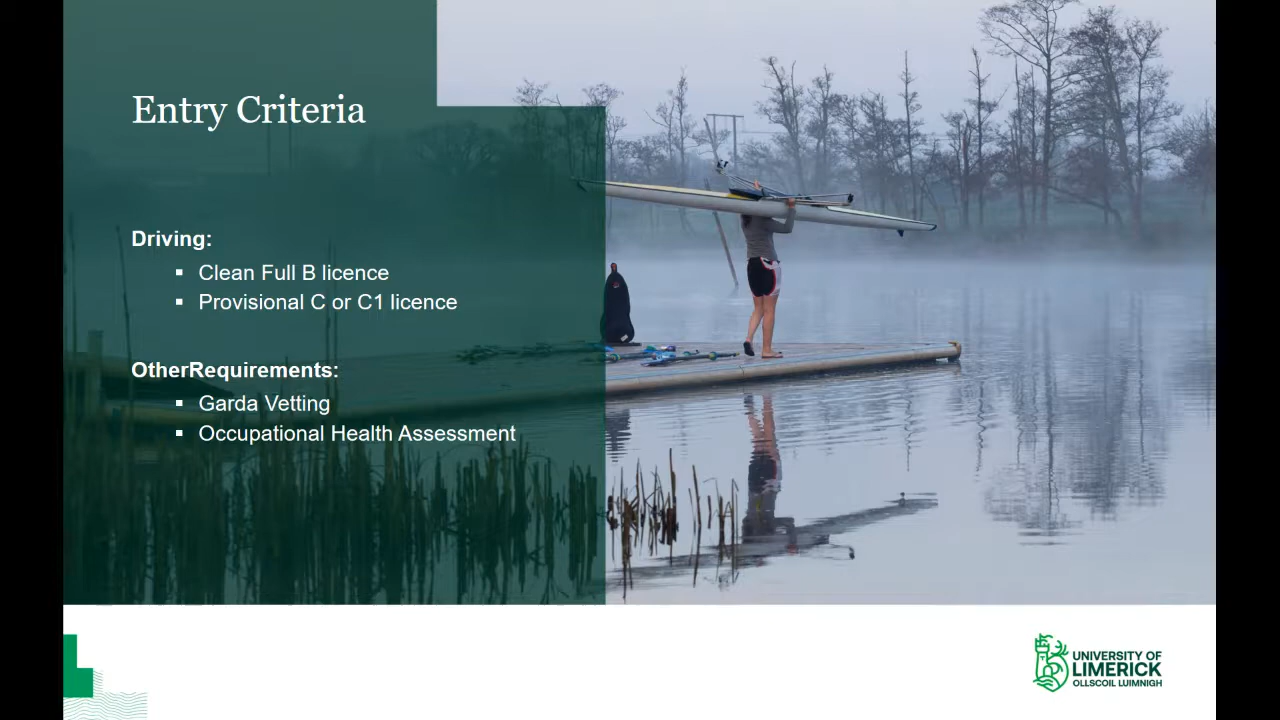 Entry Criteria
Driving:
▪ Clean Full B licence
▪ Provisional C or C1 licence
OtherRequirements:
▪ Garda Vetting
▪ Occupational Health Assessment
UNIVERSITY OF
LIMERICK
OLLSCOIL LUIMNIGH